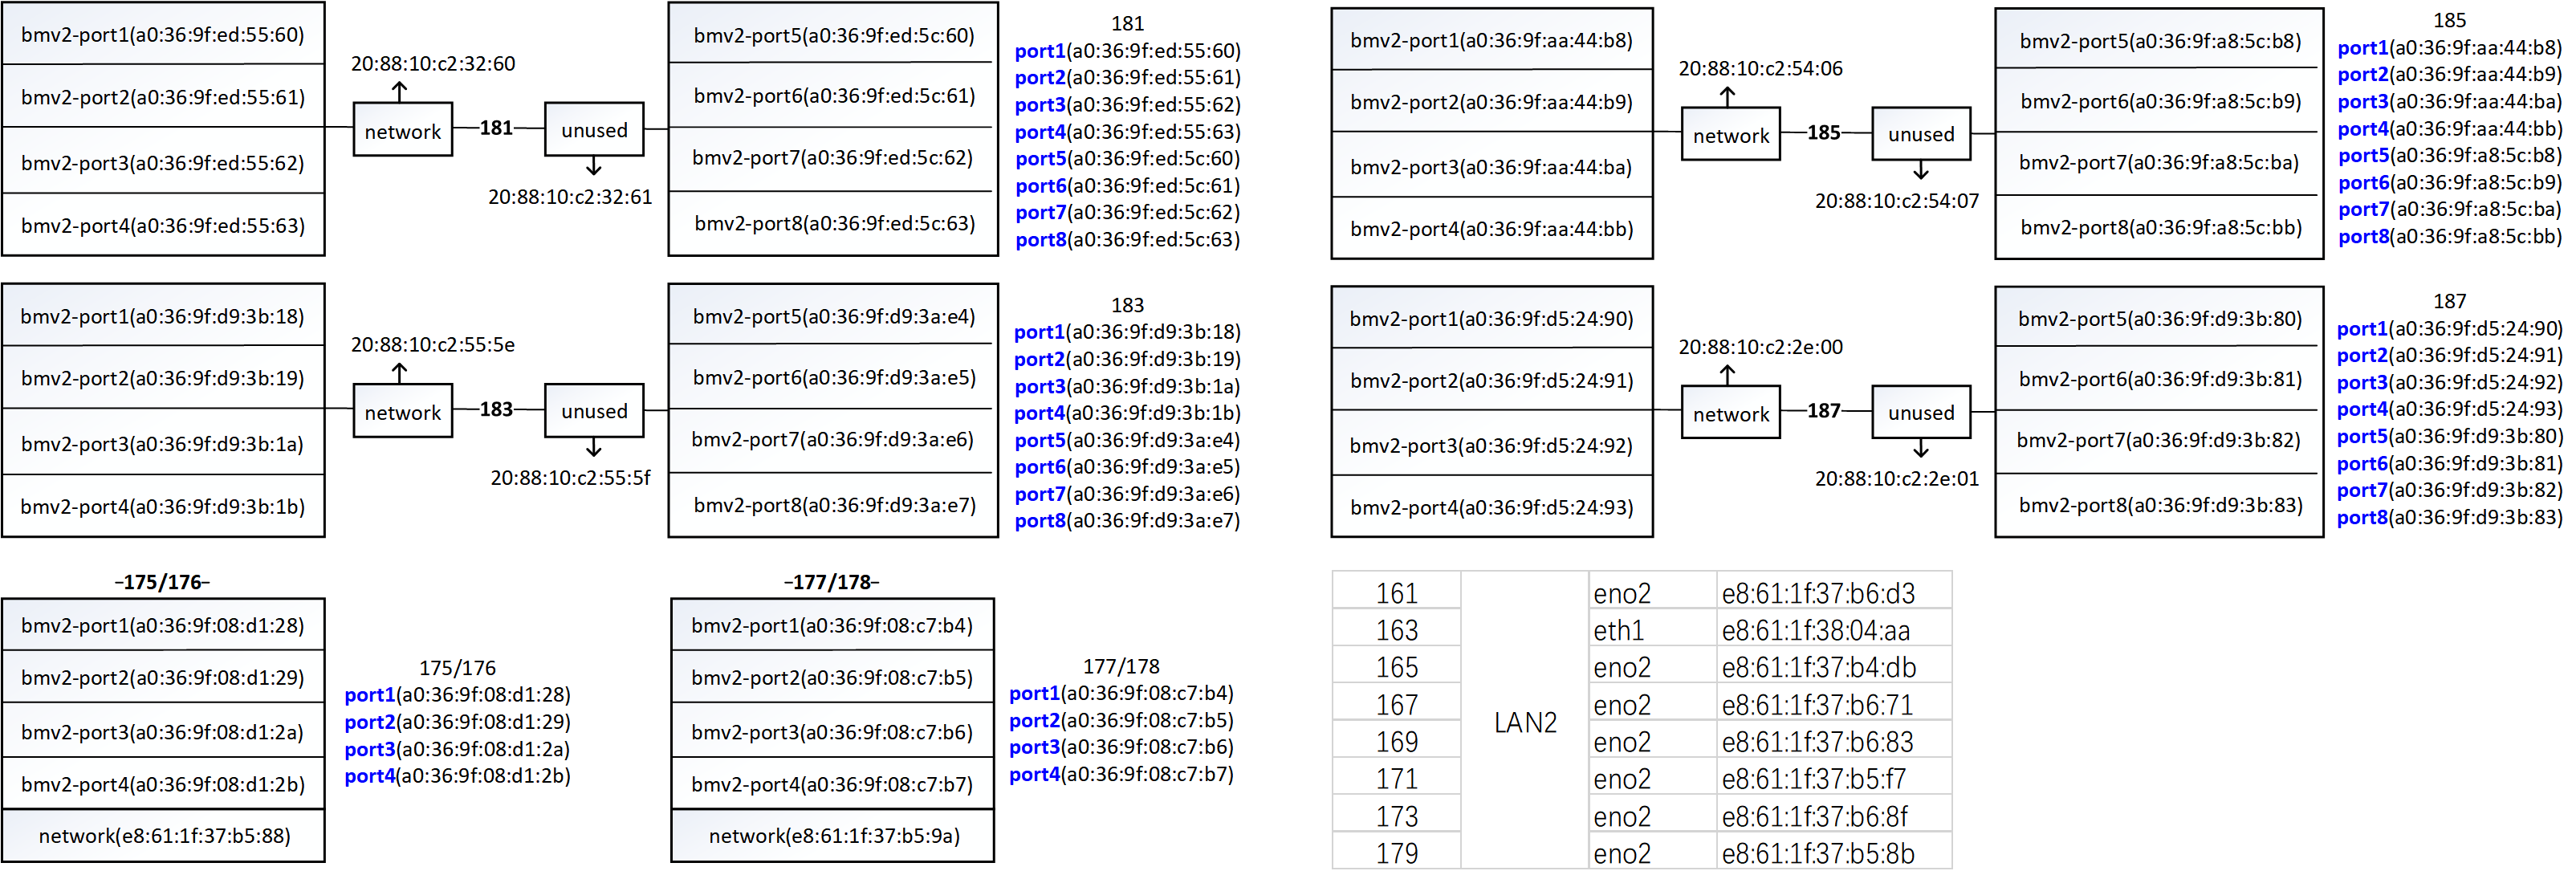 bmv2-port1(a0:36:9f:ed:55:60)
bmv2-port2(a0:36:9f:ed:55:61)
bmv2-port3(a0:36:9f:ed:55:62)
bmv2-port4(a0:36:9f:ed:55:63)
20:88:10:c2:32:60
network
181
unused
20:88:10:c2:32:61
bmv2-port5(a0:36:9f:ed:5c:60)
bmv2-port6(a0:36:9f:ed:5c:61)
bmv2-port7(a0:36:9f:ed:5c:62)
bmv2-port8(a0:36:9f:ed:5c:63)
181
port1(a0:36:9f:ed:55:60)
port2(a0:36:9f:ed:55:61)
port3(a0:36:9f:ed:55:62)
port4(a0:36:9f:ed:55:63)
port5(a0:36:9f:ed:5c:60)
port6(a0:36:9f:ed:5c:61)
port7(a0:36:9f:ed:5c:62)
port8(a0:36:9f:ed:5c:63)
bmv2-port1(a0:36:9f:aa:44:b8)
bmv2-port2(a0:36:9f:aa:44:b9)
bmv2-port3(a0:36:9f:aa:44:ba)
bmv2-port4(a0:36:9f:aa:44:bb)
20:88:10:c2:54:06
network
185
unused
20:88:10:c2:54:07
bmv2-port5(a0:36:9f:a8:5c:b8)
bmv2-port6(a0:36:9f:a8:5c:b9)
bmv2-port7(a0:36:9f:a8:5c:ba)
bmv2-port8(a0:36:9f:a8:5c:bb)
185
port1(a0:36:9f:aa:44:b8)
port2(a0:36:9f:aa:44:b9)
port3(a0:36:9f:aa:44:ba)
port4(a0:36:9f:aa:44:bb)
port5(a0:36:9f:a8:5c:b8)
port6(a0:36:9f:a8:5c:b9)
port7(a0:36:9f:a8:5c:ba)
port8(a0:36:9f:a8:5c:bb)
bmv2-port1(a0:36:9f:d9:3b:18)
bmv2-port2(a0:36:9f:d9:3b:19)
bmv2-port3(a0:36:9f:d9:3b:1a)
bmv2-port4(a0:36:9f:d9:3b:1b)
20:88:10:c2:55:5e
network
183
unused
20:88:10:c2:55:5f
bmv2-port5(a0:36:9f:d9:3a:e4)
bmv2-port6(a0:36:9f:d9:3a:e5)
bmv2-port7(a0:36:9f:d9:3a:e6)
bmv2-port8(a0:36:9f:d9:3a:e7)
183
port1(a0:36:9f:d9:3b:18)
port2(a0:36:9f:d9:3b:19)
port3(a0:36:9f:d9:3b:1a)
port4(a0:36:9f:d9:3b:1b)
port5(a0:36:9f:d9:3a:e4)
port6(a0:36:9f:d9:3a:e5)
port7(a0:36:9f:d9:3a:e6)
port8(a0:36:9f:d9:3a:e7)
bmv2-port1(a0:36:9f:d5:24:90)
bmv2-port2(a0:36:9f:d5:24:91)
bmv2-port3(a0:36:9f:d5:24:92)
bmv2-port4(a0:36:9f:d5:24:93)
20:88:10:c2:2e:00
network
187
unused
20:88:10:c2:2e:01
bmv2-port5(a0:36:9f:d9:3b:80)
bmv2-port6(a0:36:9f:d9:3b:81)
bmv2-port7(a0:36:9f:d9:3b:82)
bmv2-port8(a0:36:9f:d9:3b:83)
187
port1(a0:36:9f:d5:24:90)
port2(a0:36:9f:d5:24:91)
port3(a0:36:9f:d5:24:92)
port4(a0:36:9f:d5:24:93)
port5(a0:36:9f:d9:3b:80)
port6(a0:36:9f:d9:3b:81)
port7(a0:36:9f:d9:3b:82)
port8(a0:36:9f:d9:3b:83)
-175/176-
bmv2-port1(a0:36:9f:08:d1:28)
bmv2-port2(a0:36:9f:08:d1:29)
bmv2-port3(a0:36:9f:08:d1:2a)
bmv2-port4(a0:36:9f:08:d1:2b)
network(e8:61:1f:37:b5:88)
175/176
port1(a0:36:9f:08:d1:28)
port2(a0:36:9f:08:d1:29)
port3(a0:36:9f:08:d1:2a)
port4(a0:36:9f:08:d1:2b)
-177/178-
bmv2-port1(a0:36:9f:08:c7:b4)
bmv2-port2(a0:36:9f:08:c7:b5)
bmv2-port3(a0:36:9f:08:c7:b6)
bmv2-port4(a0:36:9f:08:c7:b7)
network(e8:61:1f:37:b5:9a)
177/178
port1(a0:36:9f:08:c7:b4)
port2(a0:36:9f:08:c7:b5)
port3(a0:36:9f:08:c7:b6)
port4(a0:36:9f:08:c7:b7)
161 eno2 e8:61:1f:37:b6:d3
163 eth1 e8:61:1f:38:04:aa
165 eno2 e8:61:1f:37:b4:db
167 eno2 e8:61:1f:37:b6:71
LAN2
169 eno2 e8:61:1f:37:b6:83
171 eno2 e8:61:1f:37:b5:f7
173 eno2 e8:61:1f:37:b6:8f
179 eno2 e8:61:1f:37:b5:8b